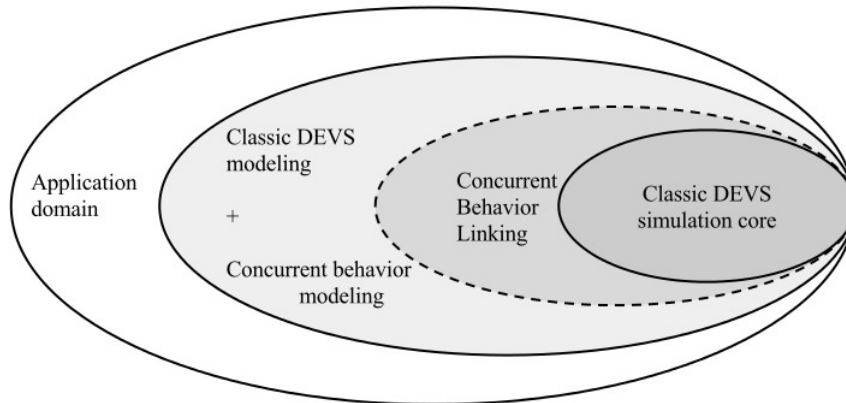 Application
domain
Classic DEVS
modeling
+
Concurrent behavior
modeling
Concurrent
Behavior
Linking
Classic DEVS
simulation core